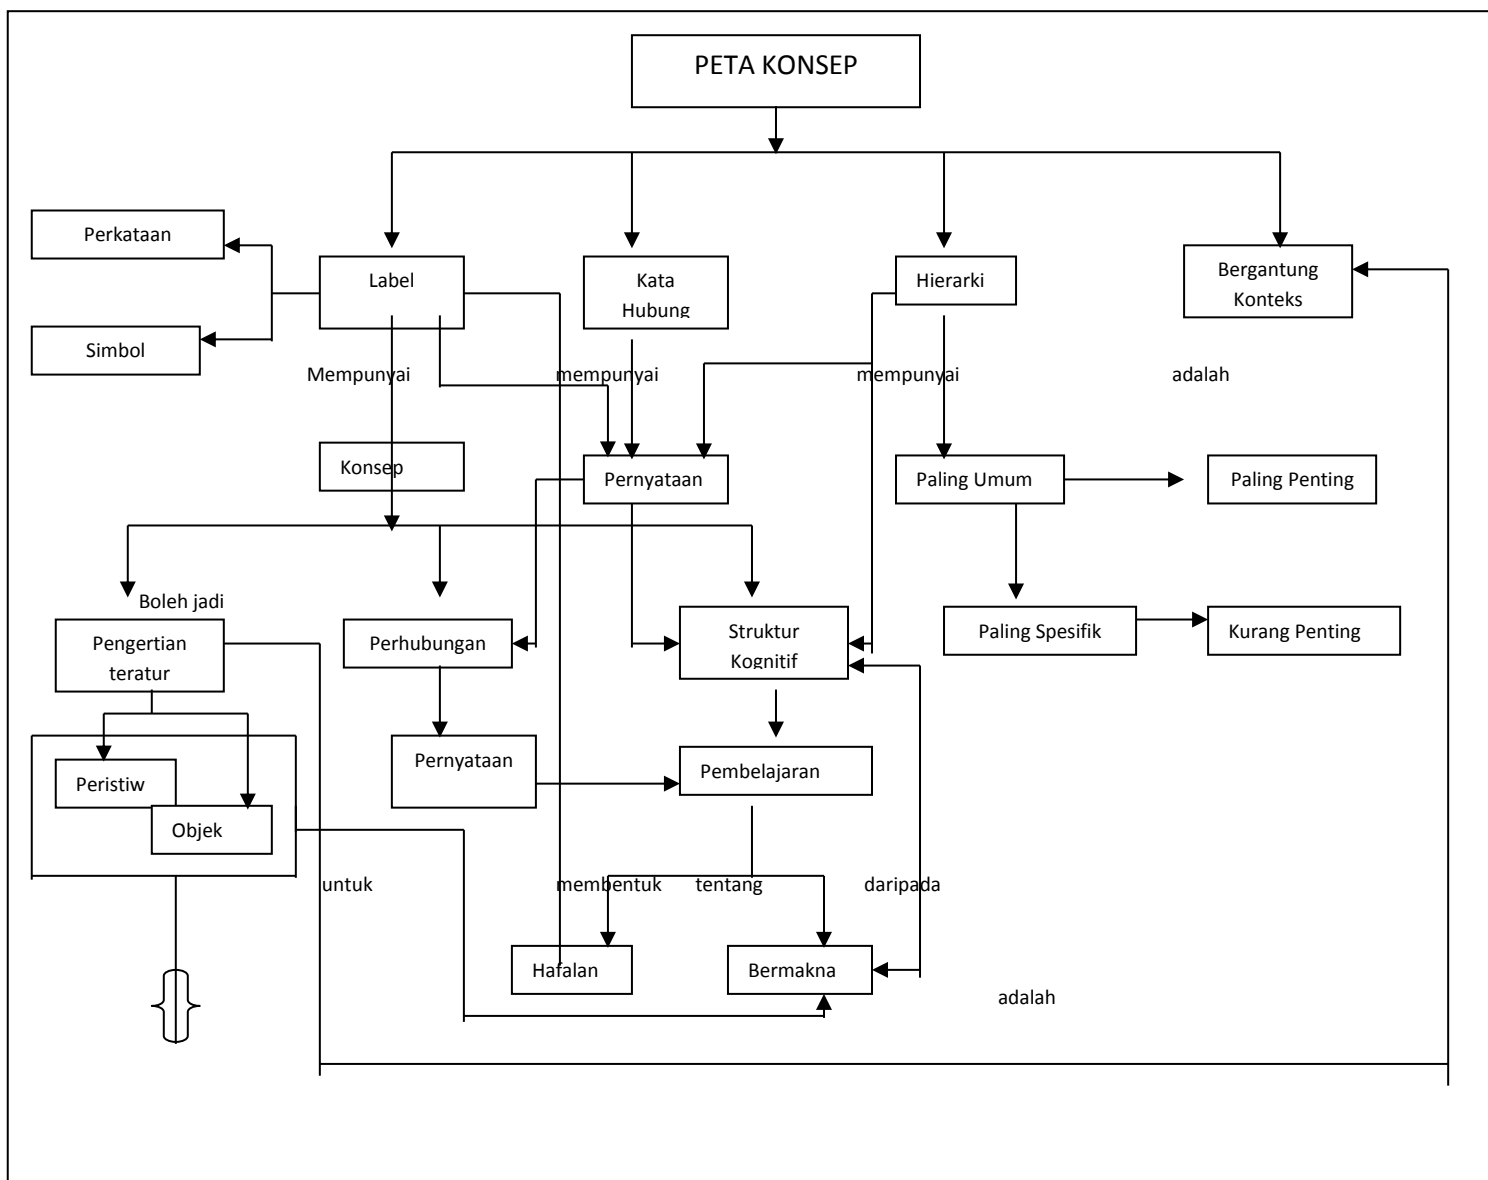 PETA KONSEP
Perkataan
Label
Kata
Hubung
Hierarki
Bergantung
Konteks
Simbol
Mempunyai
mempunyai
mempunyai
adalah
Konsep
Pernyataan
Paling Umum
Paling Penting
Boleh jadi
Pengertian
teratur
Perhubungan
Struktur
Kognitif
Paling Spesifik
Kurang Penting
Pernyataan
Pembelajaran
Peristiw
Objek
untuk
membentuk
tentang
daripada
Hafalan
Bermakna
adalah